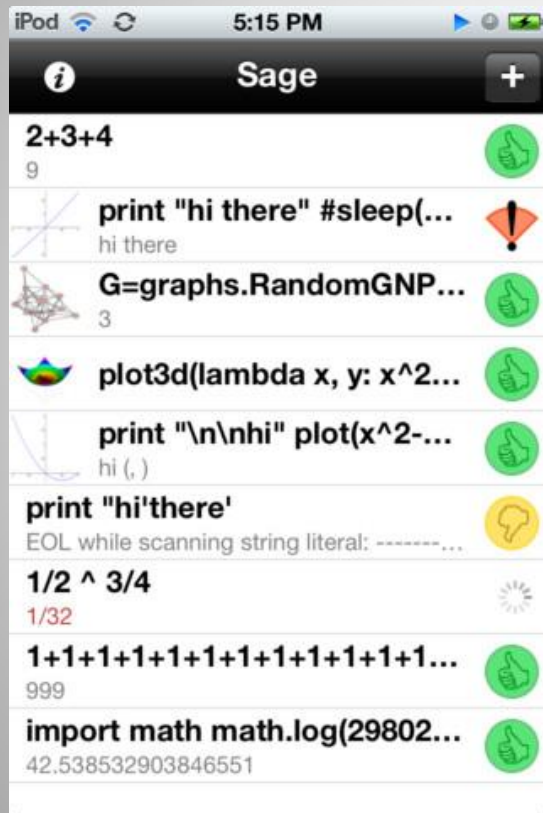 iPod 5:15 PM
Sage
2+3+4
9
print "hi there" #sleep(...
hi there
G=graphs.RandomGNP...
3
plot3d(lambda x, y: x^2...
print "\n\nhi" plot(x^2-...
hi (, )
print "hi'there'
EOL while scanning string literal: -------...
1/2 ^ 3/4
1/32
1+1+1+1+1+1+1+1+1+1+1+1...
999
import math math.log(29802...
42.538532903846551